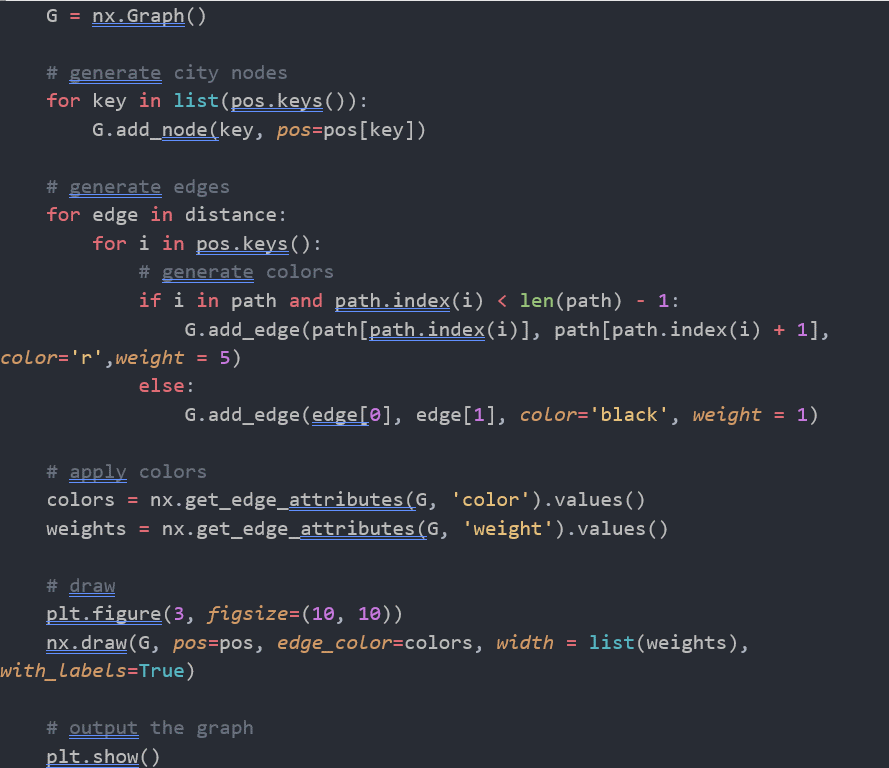 G = nx.Graph()
# generate city nodes
for key in list(pos.keys()):
G.add_node(key, pos=pos[key])
# generate edges
for edge in distance:
for i in pos.keys():
# generate colors
if i in path and path.index(i) < len(path) - 1:
G.add_edge(path[path.index(i)], path[path.index(i) + 1],
color='r',weight = 5)
else:
G.add_edge(edge[0], edge[1], color='black', weight = 1)
# apply colors
colors = nx.get_edge_attributes(G, 'color').values()
weights = nx.get_edge_attributes(G, 'weight').values()
# draw
plt.figure(3, figsize=(10, 10))
nx.draw(G, pos=pos, edge_color=colors, width = list(weights),
with_labels=True)
# output the graph
plt.show()